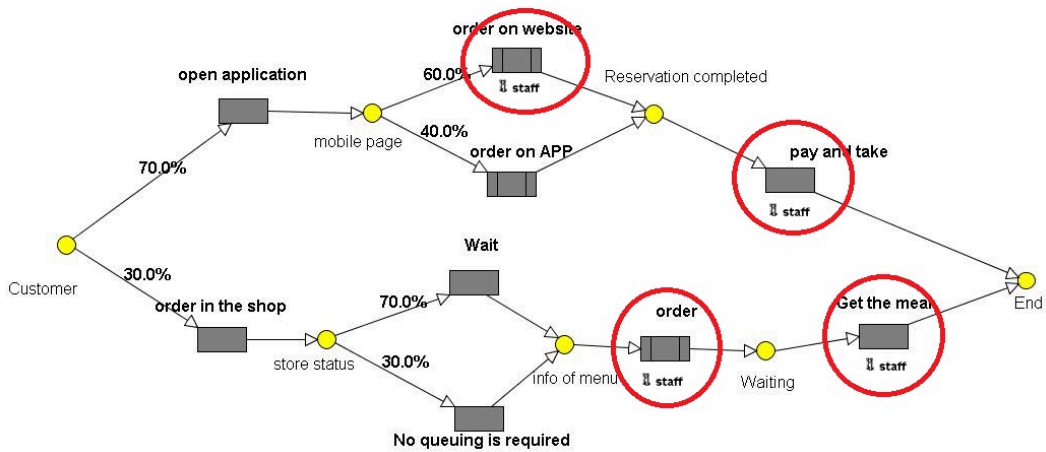 order on website
60.0%
staff
open application
Reservation completed
mobile page
40.0%
order on APP
pay and take
staff
70.0%
Wait
Customer
30.0%
order in the shop
70.0%
order
Get the meal
End
store status
30.0%
info of menu
staff
Waiting
staff
No queuing is required